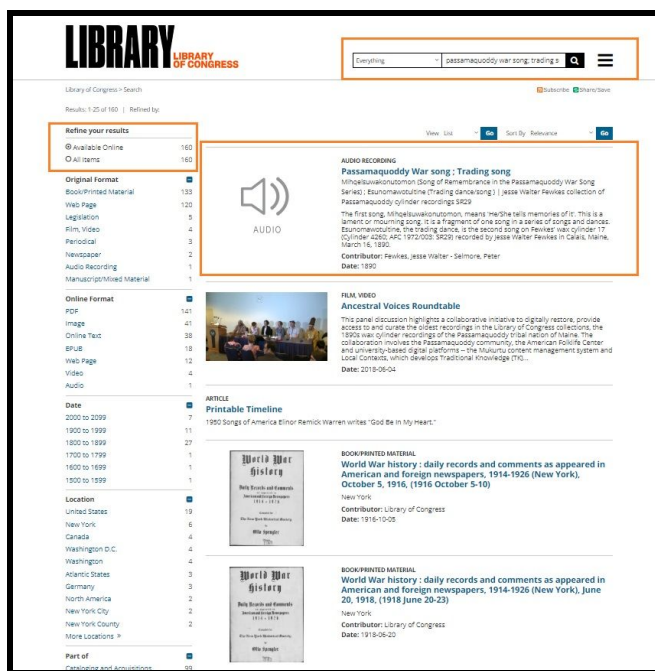 LIBRARY
LIBRARY
OF CONGRESS
Everything
passamaquoddy war song; trading s
Library of Congress > Search
Subscribe Share/Save
Results: 1-25 of 160 | Refined by:
Refine your results
Available Online 160
All Items 160
View List Go Sort By Relevance Go
Original Format
Book/Printed Material 133
Web Page 120
Legislation 5
Film, Video 4
Periodical 3
Newspaper 2
Audio Recording 1
Manuscript/Mixed Material 1
Online Format
PDF 141
Image 41
Online Text 38
EPUB 18
Web Page 12
Video 4
Audio 1
Date
2000 to 2099 7
1900 to 1999 11
1800 to 1899 27
1700 to 1799 1
1600 to 1699 1
1500 to 1599 1
Location
United States 19
New York 6
Canada 4
Washington D.C. 4
Washington 4
Atlantic States 3
Germany 3
North America 2
New York City 2
New York County 2
More Locations »
Part of
Cataloging and Acquisitions 99
AUDIO
AUDIO RECORDING
Passamaquoddy War song ; Trading song
Mihqelsuwakonutomon (Song of Remembrance in the Passamaquoddy War Song
Series) ; Esunomawotultine (Trading dance/song ) | Jesse Walter Fewkes collection of
Passamaquoddy cylinder recordings SR29
The first song, Mihqelsuwakonutomon, means 'He/She tells memories of it'. This is a
lament or mourning song. It is a fragment of one song in a series of songs and dances.
Esunomawotultine, the trading dance, is the second song on Fewkes' wax cylinder 17
(Cylinder 4260; AFC 1972/003: SR29) recorded by Jesse Walter Fewkes in Calais, Maine,
March 16, 1890.
Contributor: Fewkes, Jesse Walter - Selmore, Peter
Date: 1890
FILM, VIDEO
Ancestral Voices Roundtable
This panel discussion highlights a collaborative initiative to digitally restore, provide
access to and curate the oldest recordings in the Library of Congress collections, the
1890s wax cylinder recordings of the Passamaquoddy tribal nation of Maine. The
collaboration involves the Passamaquoddy community, the American Folklife Center
and university-based digital platforms -- the Mukurtu content management system and
Local Contexts, which develops Traditional Knowledge (TK)...
Date: 2018-06-04
ARTICLE
Printable Timeline
1950 Songs of America Elinor Remick Warren writes "God Be In My Heart."
World War
History
Daily Records and Comments
1914 - 1918
BOOK/PRINTED MATERIAL
World War history : daily records and comments as appeared in
American and foreign newspapers, 1914-1926 (New York),
October 5, 1916, (1916 October 5-10)
New York
Contributor: Library of Congress
Date: 1916-10-05
World War
History
Daily Records and Comments
1914 - 1918
BOOK/PRINTED MATERIAL
World War history : daily records and comments as appeared in
American and foreign newspapers, 1914-1926 (New York), June
20, 1918, (1918 June 20-23)
New York
Contributor: Library of Congress
Date: 1918-06-20